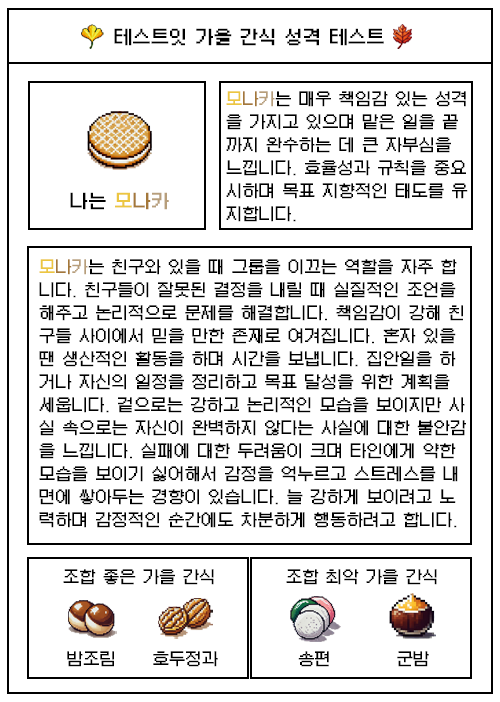 테스트잇 가을 간식 성격 테스트
나는 모나카
모나카는 매우 책임감 있는 성격
을 가지고 있으며 맡은 일을 끝
까지 완수하는 데 큰 자부심을
느낍니다. 효율성과 규칙을 중요
시하며 목표 지향적인 태도를 유
지합니다.
모나카는 친구와 있을 때 그룹을 이끄는 역할을 자주 합
니다. 친구들이 잘못된 결정을 내릴 때 실질적인 조언을
해주고 논리적으로 문제를 해결합니다. 책임감이 강해 친
구들 사이에서 믿을 만한 존재로 여겨집니다. 혼자 있을
땐 생산적인 활동을 하며 시간을 보냅니다. 집안일을 하
거나 자신의 일정을 정리하고 목표 달성을 위한 계획을
세웁니다. 겉으로는 강하고 논리적인 모습을 보이지만 사
실 속으로는 자신이 완벽하지 않다는 사실에 대한 불안감
을 느낍니다. 실패에 대한 두려움이 크며 타인에게 약한
모습을 보이기 싫어해서 감정을 억누르고 스트레스를 내
면에 쌓아두는 경향이 있습니다. 늘 강하게 보이려고 노
력하며 감정적인 순간에도 차분하게 행동하려고 합니다.
조합 좋은 가을 간식
밤조림 호두정과
조합 최악 가을 간식
송편 군밤